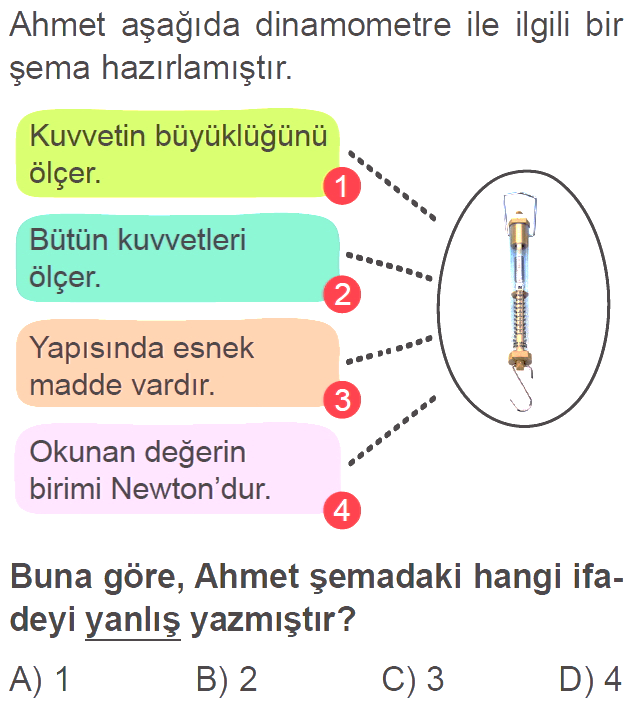 Ahmet aşağıda dinamometre ile ilgili bir
şema hazırlamıştır.
Kuvvetin büyüklüğünü
ölçer.
1
Bütün kuvvetleri
ölçer.
2
Yapısında esnek
madde vardır.
3
Okunan değerin
birimi Newton’dur.
4
Buna göre, Ahmet şemadaki hangi ifa-
deyi yanlış yazmıştır?
A) 1 B) 2 C) 3 D) 4